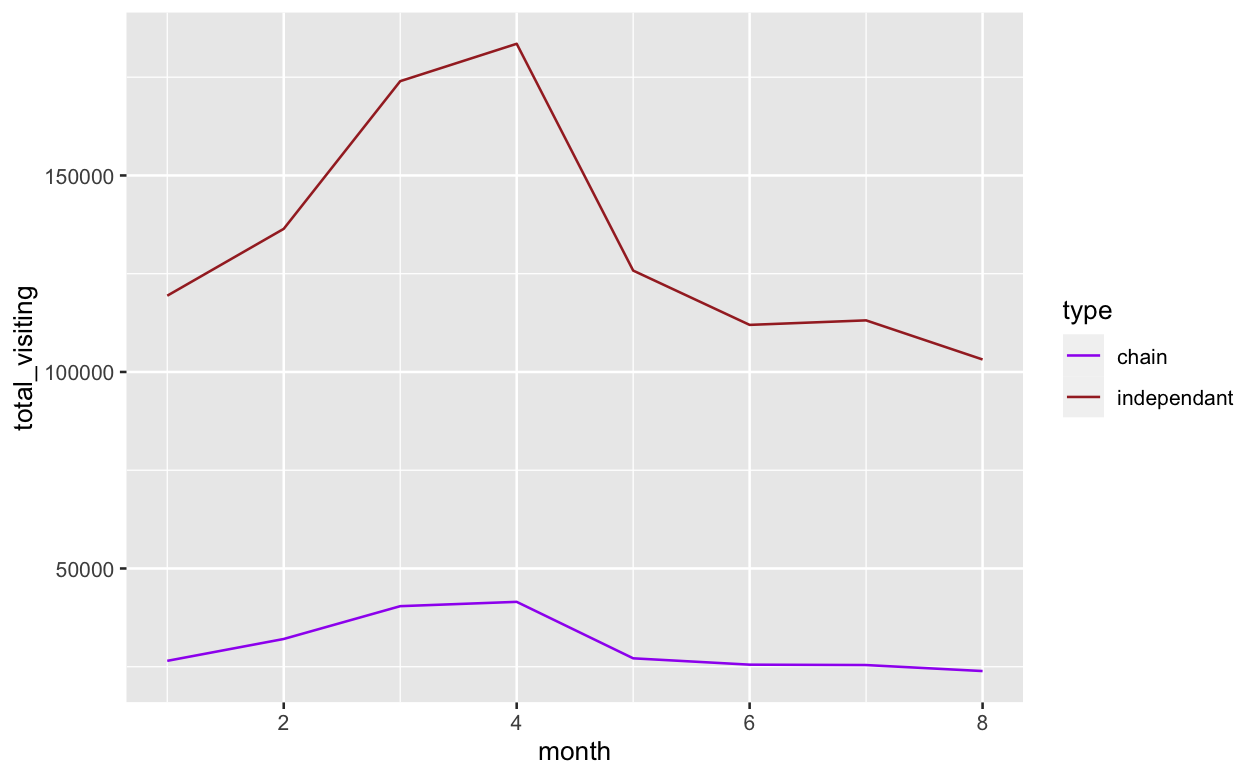 total_visiting
150000
100000
50000
2 4 6 8
month
type
chain
independant